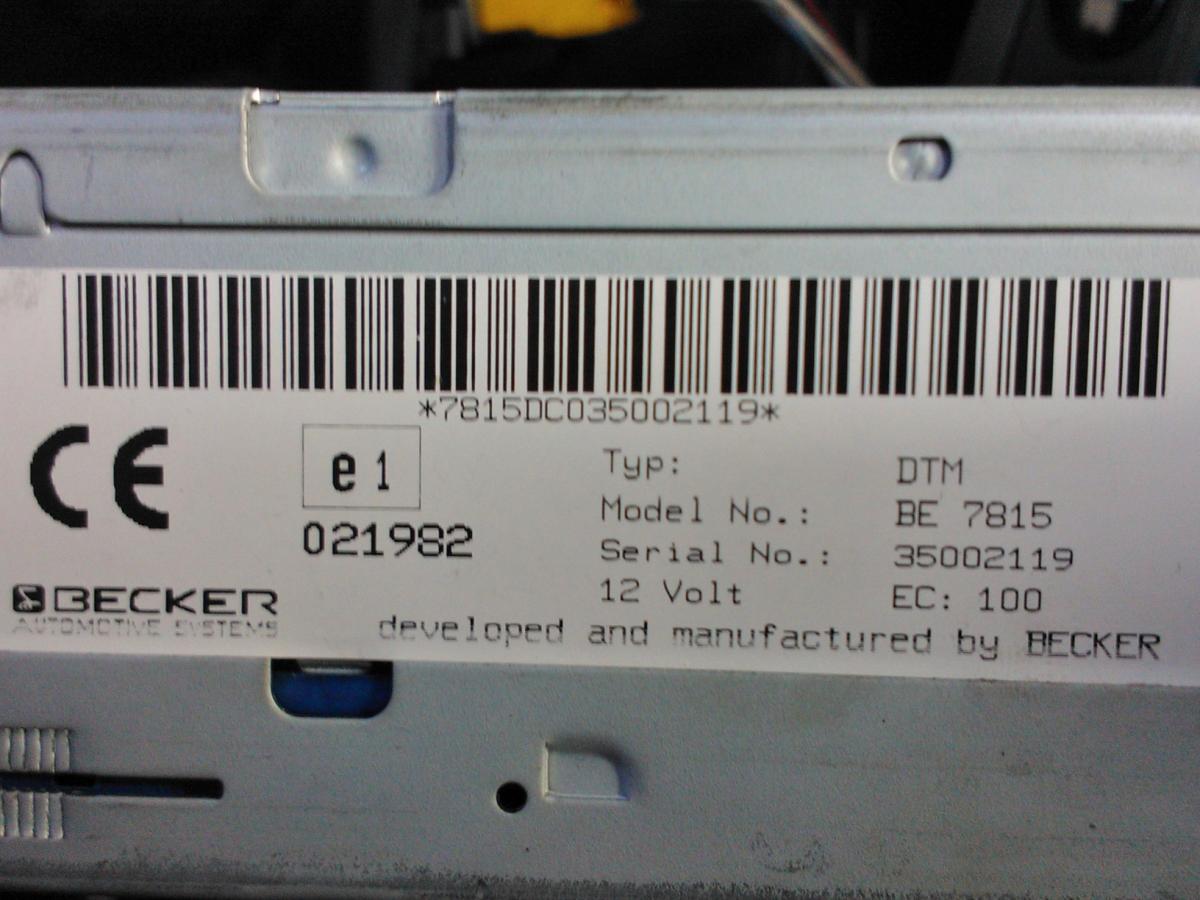 *7815DC035002119*
CE
e1
021982
Typ: DTM
Model No.: BE 7815
Serial No.: 35002119
12 Volt EC: 100
BECKER
AUTOMOTIVE SYSTEMS
developed and manufactured by BECKER